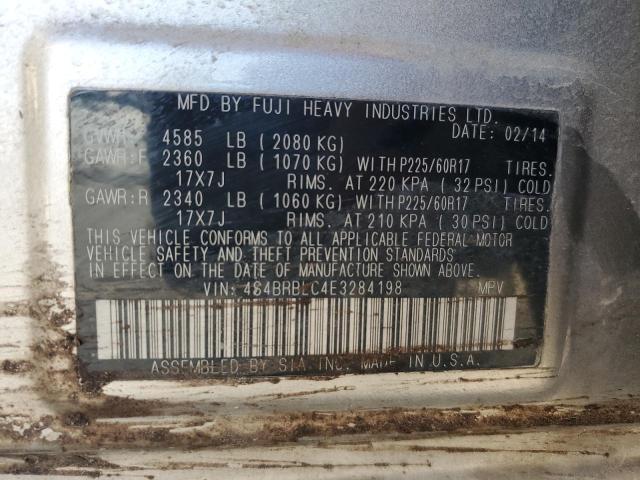 MFD BY FUJI HEAVY INDUSTRIES LTD.
GVWR: 4585 LB ( 2080 KG) DATE: 02/14
GAWR:F 2360 LB ( 1070 KG) WITH P225/60R17 TIRES.
17X7J RIMS. AT 220 KPA ( 32 PSI) COLD
GAWR:R 2340 LB ( 1060 KG) WITH P225/60R17 TIRES.
17X7J RIMS. AT 210 KPA ( 30 PSI) COLD
THIS VEHICLE CONFORMS TO ALL APPLICABLE FEDERAL MOTOR
VEHICLE SAFETY AND THEFT PREVENTION STANDARDS
IN EFFECT ON THE DATE OF MANUFACTURE SHOWN ABOVE.
VIN: MPV
ASSEMBLED BY SIA INC. MADE IN U.S.A.